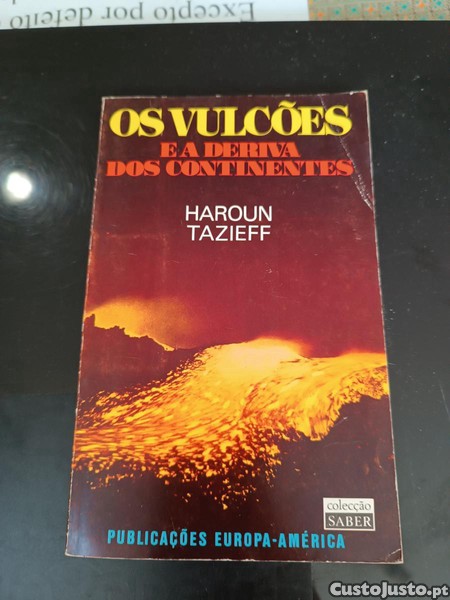 Excepto por defeito
OS VULCÕES
E A DERIVA
DOS CONTINENTES
HAROUN
TAZIEFF
colecção
SABER
PUBLICAÇÕES EUROPA-AMÉRICA
CustoJusto.pt